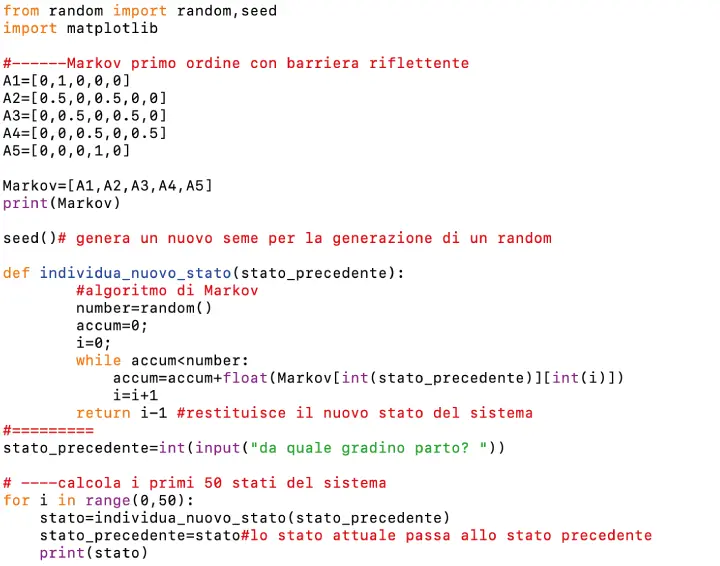 from random import random,seed
import matplotlib
#------Markov primo ordine con barriera riflettente
A1=[0,1,0,0,0]
A2=[0.5,0,0.5,0,0]
A3=[0,0.5,0,0.5,0]
A4=[0,0,0.5,0,0.5]
A5=[0,0,0,1,0]
Markov=[A1,A2,A3,A4,A5]
print(Markov)
seed()# genera un nuovo seme per la generazione di un random
def individua_nuovo_stato(stato_precedente):
#algoritmo di Markov
number=random()
accum=0;
i=0;
while accum<number:
accum=accum+float(Markov[int(stato_precedente)][int(i)])
i=i+1
return i-1 #restituisce il nuovo stato del sistema
#=========
stato_precedente=int(input("da quale gradino parto? "))
# ----calcola i primi 50 stati del sistema
for i in range(0,50):
stato=individua_nuovo_stato(stato_precedente)
stato_precedente=stato#lo stato attuale passa allo stato precedente
print(stato)